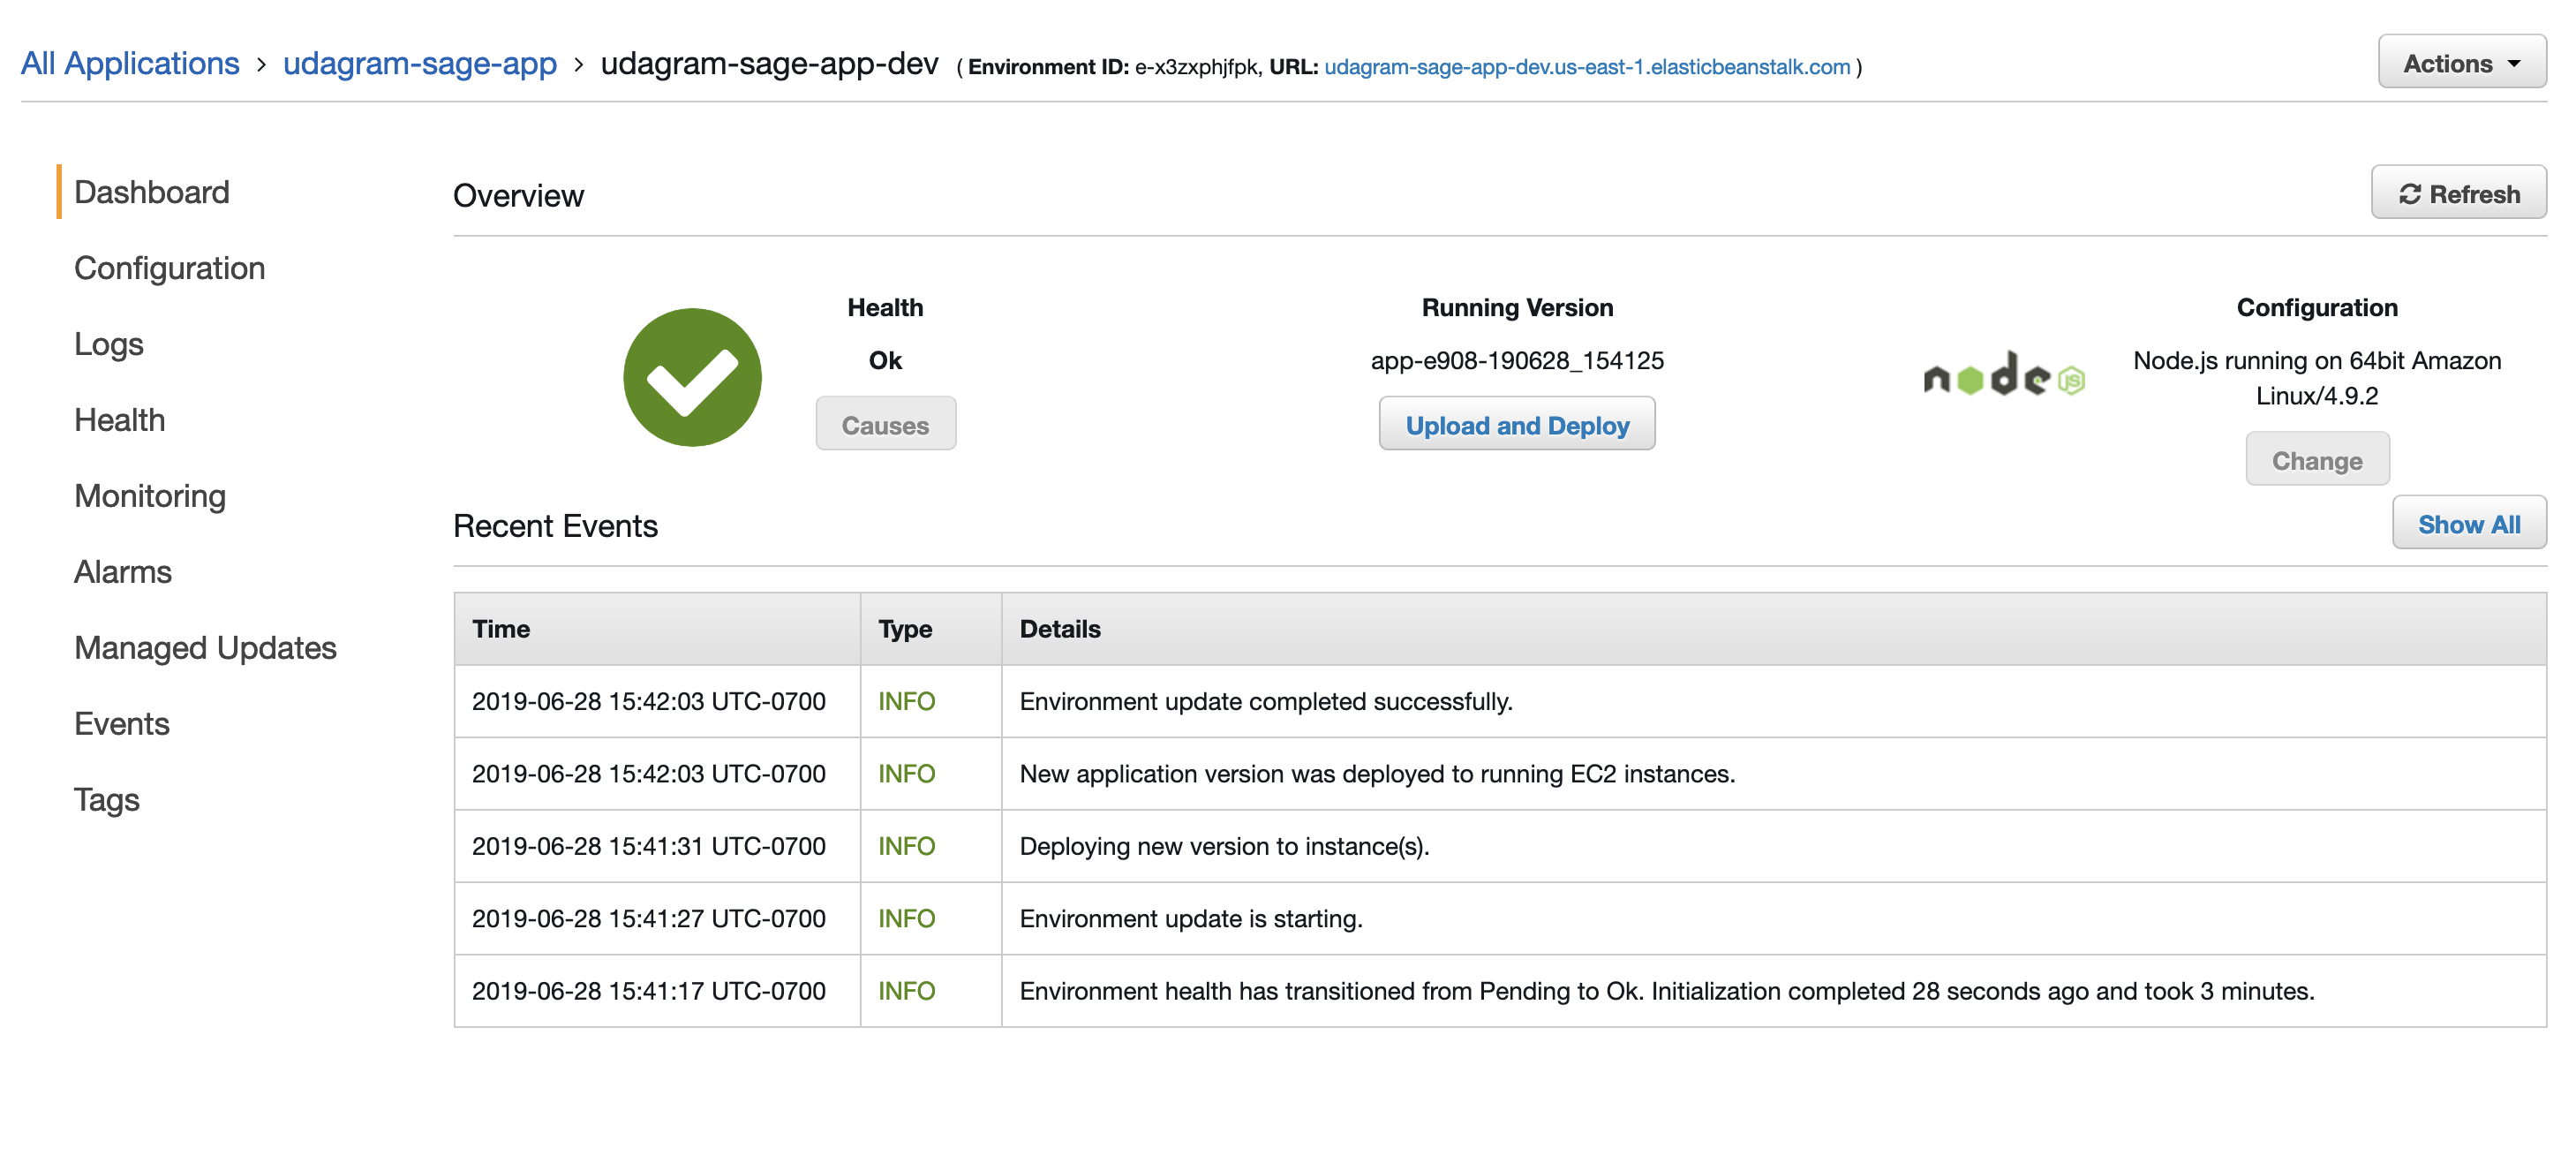 All Applications › udagram-sage-app › udagram-sage-app-dev ( Environment ID: e-x3zxphjfpk, URL: udagram-sage-app-dev.us-east-1.elasticbeanstalk.com )
Actions
Dashboard
Configuration
Logs
Health
Monitoring
Alarms
Managed Updates
Events
Tags
Overview
Refresh
Health
Ok
Causes
Running Version
app-e908-190628_154125
Upload and Deploy
node JS
Configuration
Node.js running on 64bit Amazon
Linux/4.9.2
Change
Recent Events
Show All
Time Type Details
2019-06-28 15:42:03 UTC-0700 INFO Environment update completed successfully.
2019-06-28 15:42:03 UTC-0700 INFO New application version was deployed to running EC2 instances.
2019-06-28 15:41:31 UTC-0700 INFO Deploying new version to instance(s).
2019-06-28 15:41:27 UTC-0700 INFO Environment update is starting.
2019-06-28 15:41:17 UTC-0700 INFO Environment health has transitioned from Pending to Ok. Initialization completed 28 seconds ago and took 3 minutes.